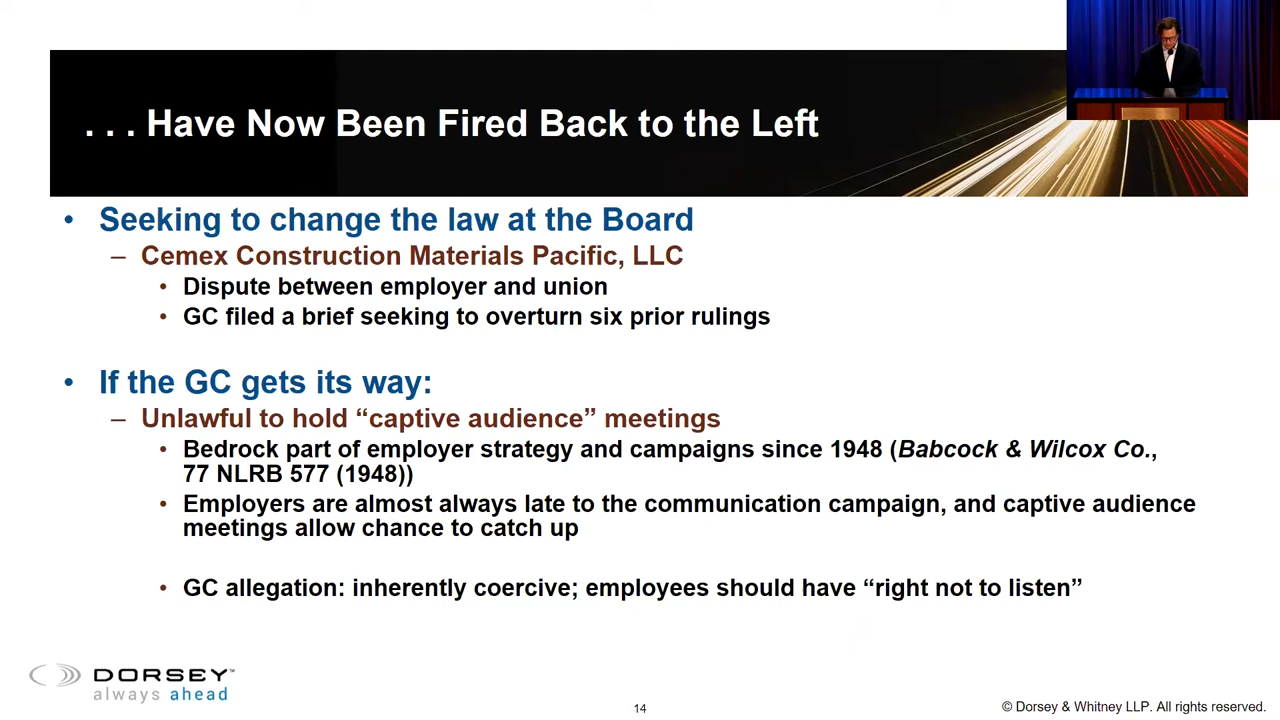 . . . Have Now Been Fired Back to the Left
• Seeking to change the law at the Board
– Cemex Construction Materials Pacific, LLC
• Dispute between employer and union
• GC filed a brief seeking to overturn six prior rulings
• If the GC gets its way:
– Unlawful to hold “captive audience” meetings
• Bedrock part of employer strategy and campaigns since 1948 (Babcock & Wilcox Co.,
77 NLRB 577 (1948))
• Employers are almost always late to the communication campaign, and captive audience
meetings allow chance to catch up
• GC allegation: inherently coercive; employees should have “right not to listen”
DORSEY™
always ahead
14
© Dorsey & Whitney LLP. All rights reserved.